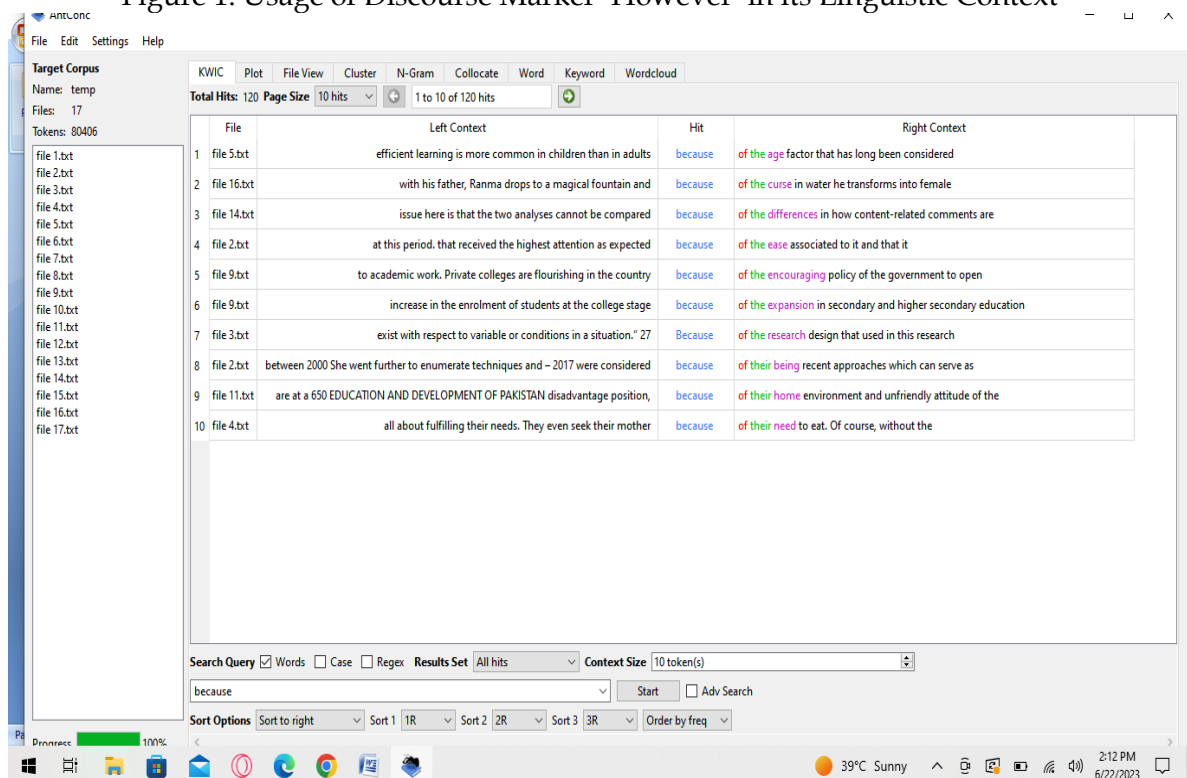 Figure 1: Usage of Discourse Marker 'However' in its Linguistic Context
AntConc
File Edit Settings Help
Target Corpus
Name: temp
Files: 17
Tokens: 80406
file 1.txt
file 2.txt
file 3.txt
file 4.txt
file 5.txt
file 6.txt
file 7.txt
file 8.txt
file 9.txt
file 10.txt
file 11.txt
file 12.txt
file 13.txt
file 14.txt
file 15.txt
file 16.txt
file 17.txt
Progress 100%
KWIC Plot File View Cluster N-Gram Collocate Word Keyword Wordcloud
Total Hits: 120 Page Size 10 hits 1 to 10 of 120 hits
File Left Context Hit Right Context
1 file 5.txt efficient learning is more common in children than in adults because of the age factor that has long been considered
2 file 16.txt with his father, Ranma drops to a magical fountain and because of the curse in water he transforms into female
3 file 14.txt issue here is that the two analyses cannot be compared because of the differences in how content-related comments are
4 file 2.txt at this period. that received the highest attention as expected because of the ease associated to it and that it
5 file 9.txt to academic work. Private colleges are flourishing in the country because of the encouraging policy of the government to open
6 file 9.txt increase in the enrolment of students at the college stage because of the expansion in secondary and higher secondary education
7 file 3.txt exist with respect to variable or conditions in a situation." 27 Because of the research design that used in this research
8 file 2.txt between 2000 She went further to enumerate techniques and – 2017 were considered because of their being recent approaches which can serve as
9 file 11.txt are at a 650 EDUCATION AND DEVELOPMENT OF PAKISTAN disadvantage position, because of their home environment and unfriendly attitude of the
10 file 4.txt all about fulfilling their needs. They even seek their mother because of their need to eat. Of course, without the
Search Query Words Case Regex Results Set All hits Context Size 10 token(s)
because Start Adv Search
Sort Options Sort to right Sort 1 1R Sort 2 2R Sort 3 3R Order by freq
39°C Sunny 2:12 PM
6/22/2023